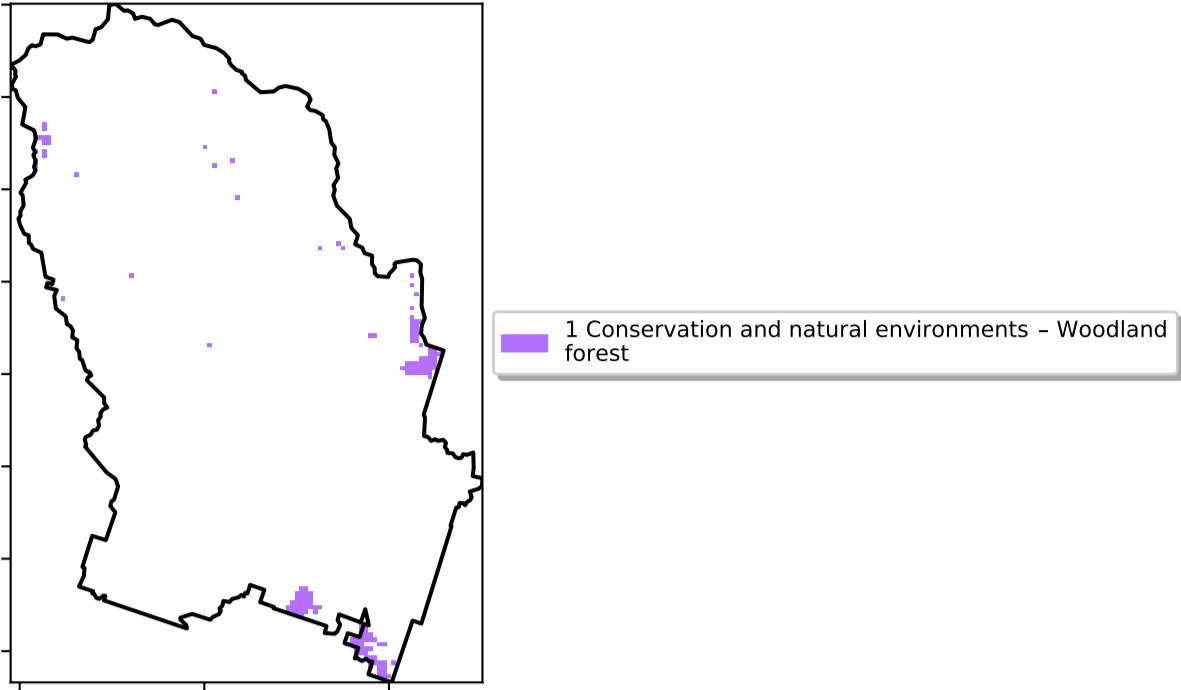 1 Conservation and natural environments – Woodland
forest